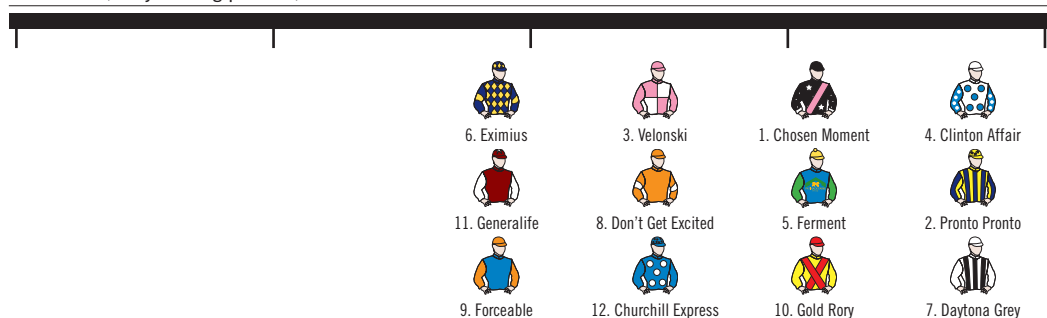 6. Eximius 3. Velonski 1. Chosen Moment 4. Clinton Affair
11. Generalife 8. Don't Get Excited 5. Ferment 2. Pronto Pronto
9. Forceable 12. Churchill Express 10. Gold Rory 7. Daytona Grey